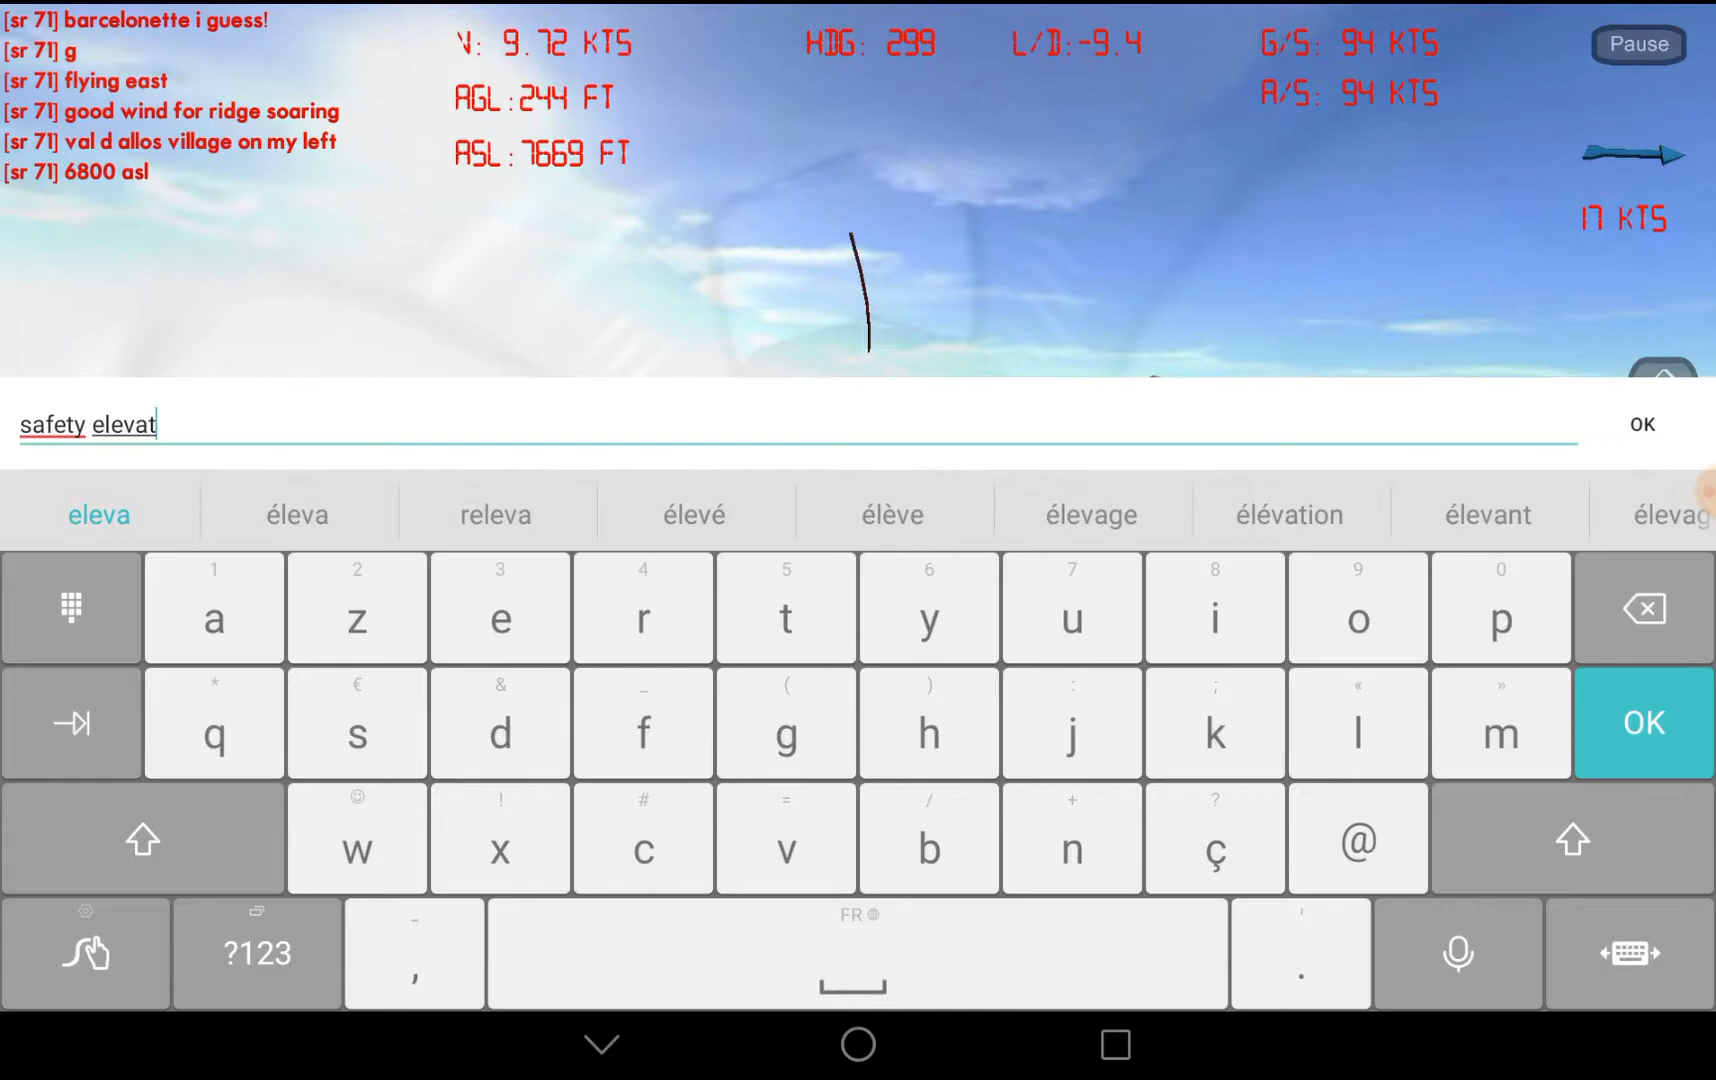 [sr 71] barcelonette i guess!
[sr 71] g
[sr 71] flying east
[sr 71] good wind for ridge soaring
[sr 71] val d allos village on my left
[sr 71] 6800 asl
V: 9.72 KTS
AGL:244 FT
ASL:7669 FT
HDG: 299
L/D:-9.4
G/S: 94 KTS
A/S: 94 KTS
Pause
17 KTS
safety elevat
OK
eleva éleva releva élevé élève élevage élévation élevant élevag
1 2 3 4 5 6 7 8 9 0
a z e r t y u i o p
* € & _ ( ) : ; « »
q s d f g h j k l m OK
! # = / + ?
w x c v b n ç @
- FR '
?123 , .